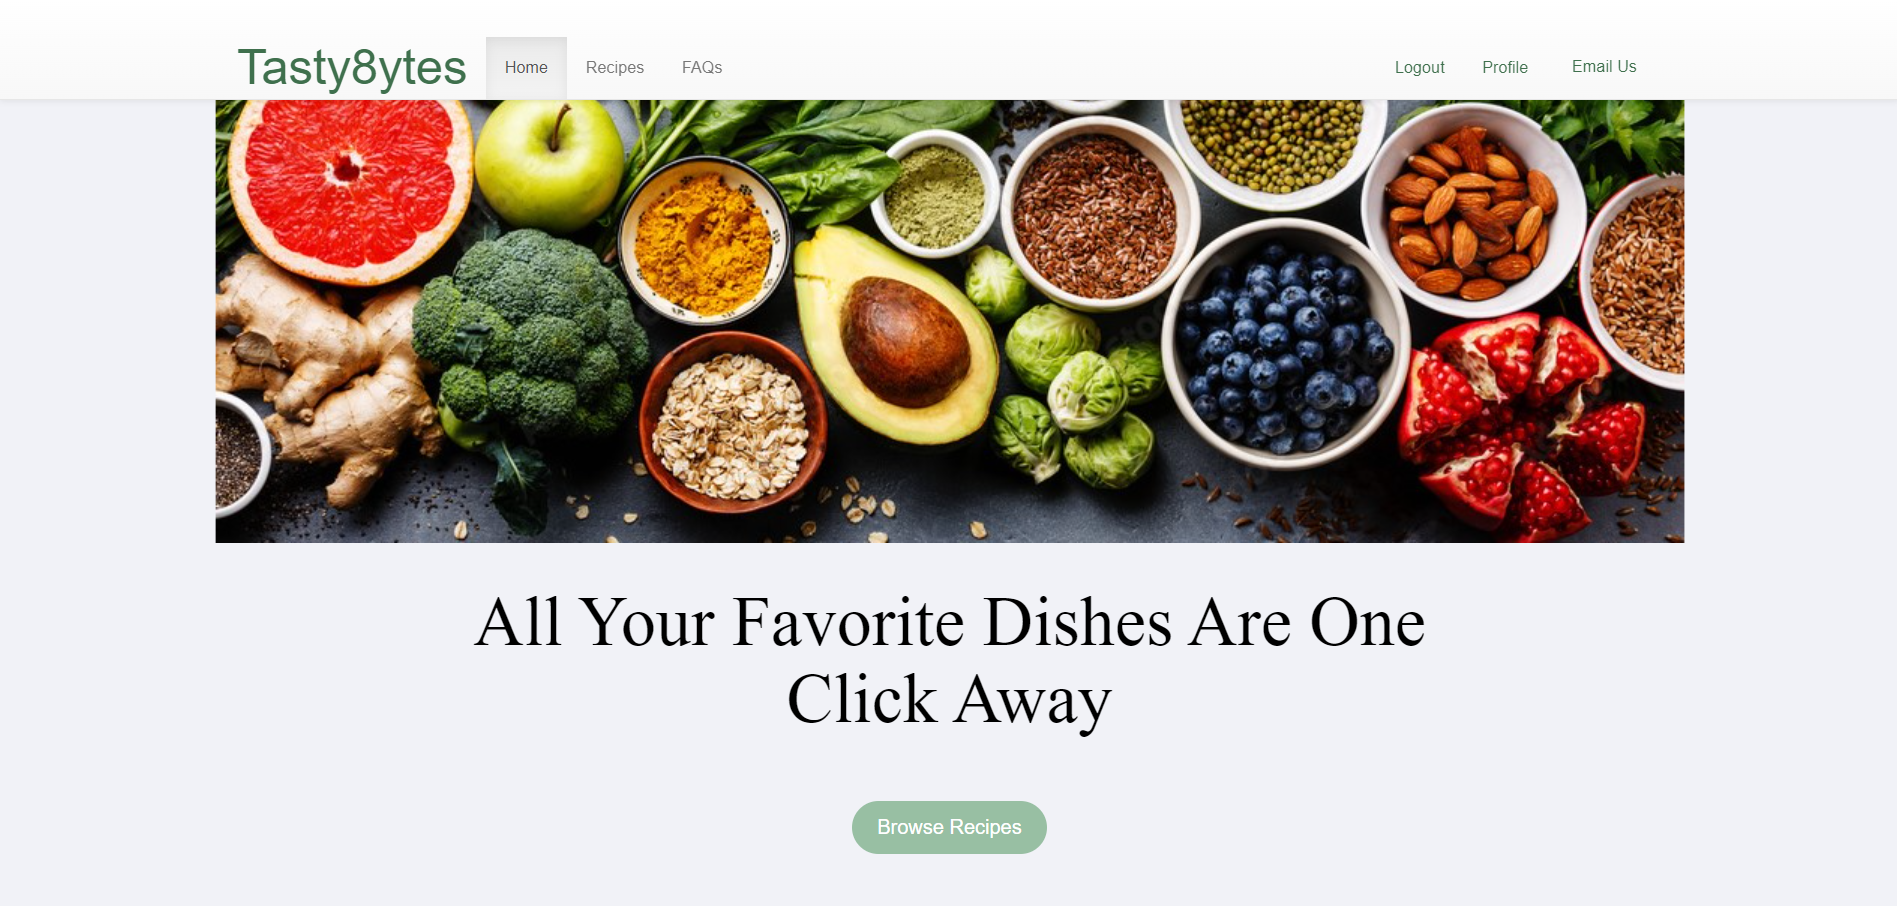 Tasty8ytes Home Recipes FAQs Logout Profile Email Us
All Your Favorite Dishes Are One
Click Away
Browse Recipes